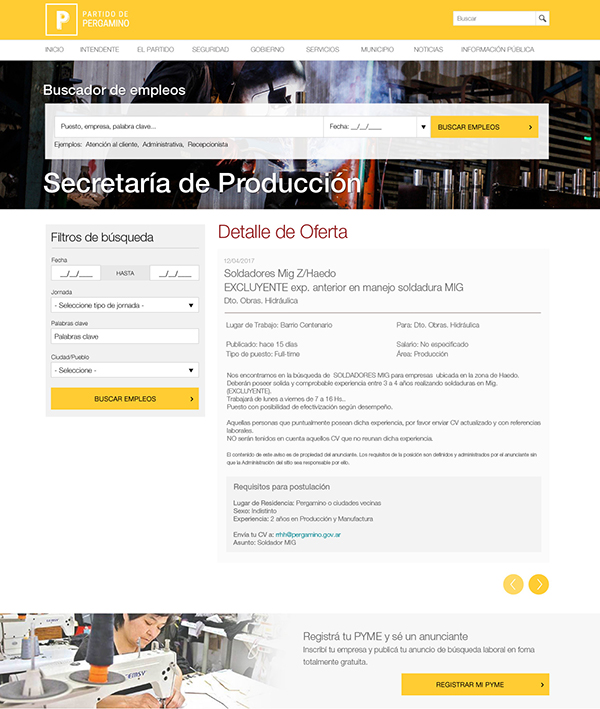 P PARTIDO DE
PERGAMINO
Buscar
INICIO INTENDENTE EL PARTIDO SEGURIDAD GOBIERNO SERVICIOS MUNICIPIO NOTICIAS INFORMACIÓN PÚBLICA
Buscador de empleos
Puesto, empresa, palabra clave... Fecha: __/__/____ BUSCAR EMPLEOS
Ejemplos: Atención al cliente, Administrativa, Recepcionista
Secretaría de Producción
Filtros de búsqueda
Fecha
__/__/____ HASTA __/__/____
Jornada
- Seleccione tipo de jornada -
Palabras clave
Palabras clave
Ciudad/Pueblo
- Seleccione -
BUSCAR EMPLEOS
Detalle de Oferta
12/04/2017
Soldadores Mig Z/Haedo
EXCLUYENTE exp. anterior en manejo soldadura MIG
Dto. Obras. Hidráulica
Lugar de Trabajo: Barrio Centenario Para: Dto. Obras. Hidúlica
Publicado: hace 15 días Salario: No especificado
Tipo de puesto: Full-time Área: Producción
Nos encontramos en la búsqueda de SOLDADORES MIG para empresas ubicada en la zona de Haedo.
Deberán poseer solida y comprobable experiencia entre 3 a 4 años realizando soldaduras en Mig.
(EXCLUYENTE).
Trabajará de lunes a viernes de 7 a 16 Hs..
Puesto con posibilidad de efectivización según desempeño.
Aquellas personas que puntualmente posean dicha experiencia, por favor enviar CV actualizado y con referencias
laborales.
NO serán tenidos en cuenta aquellos CV que no reunan dicha experiencia.
El contenido de este aviso es de propiedad del anunciante. Los requisitos de la posición son definidos y administrados por el anunciante sin
que la Administración del sitio sea responsable por ello.
Requisitos para postulación
Lugar de Residencia: Pergamino o ciudades vecinas
Sexo: Indistinto
Experiencia: 2 años en Producción y Manufactura
Envía tu CV a: rrhh@pergamino.gov.ar
Asunto: Soldador MIG
Registrá tu PYME y sé un anunciante
Inscribí tu empresa y publicá tu anuncio de búsqueda laboral en foma
totalmente gratuita.
REGISTRAR MI PYME